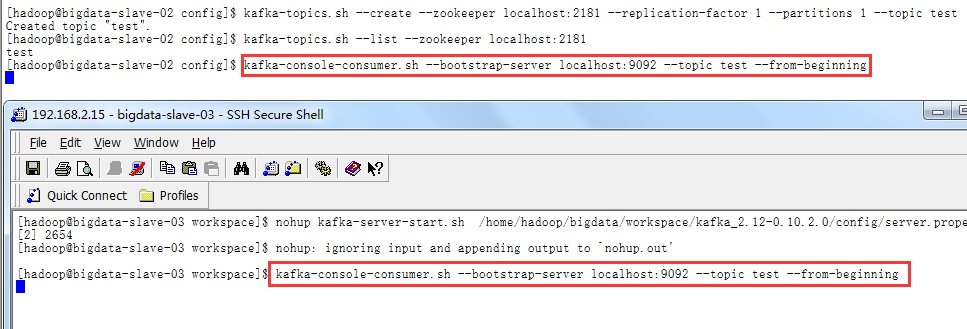 [hadoop@bigdata-slave-02 config]$ kafka-topics.sh --create --zookeeper localhost:2181 --replication-factor 1 --partitions 1 --topic test
Created topic "test".
[hadoop@bigdata-slave-02 config]$ kafka-topics.sh --list --zookeeper localhost:2181
test
[hadoop@bigdata-slave-02 config]$ kafka-console-consumer.sh --bootstrap-server localhost:9092 --topic test --from-beginning
192.168.2.15 - bigdata-slave-03 - SSH Secure Shell
File Edit View Window Help
Quick Connect Profiles
[hadoop@bigdata-slave-03 workspace]$ nohup kafka-server-start.sh  /home/hadoop/bigdata/workspace/kafka_2.12-0.10.2.0/config/server.prope
[2] 2654
[hadoop@bigdata-slave-03 workspace]$ nohup: ignoring input and appending output to `nohup.out'
[hadoop@bigdata-slave-03 workspace]$ kafka-console-consumer.sh --bootstrap-server localhost:9092 --topic test --from-beginning